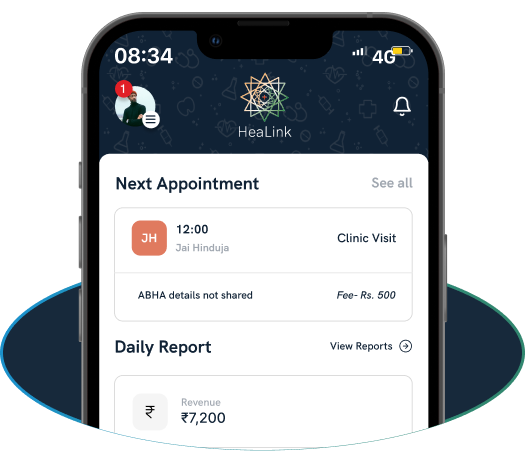 08:34
4G
1
HeaLink
Next Appointment
See all
JH
12:00
Jai Hinduja
Clinic Visit
ABHA details not shared
Fee- Rs. 500
Daily Report
View Reports
₹
Revenue
₹7,200